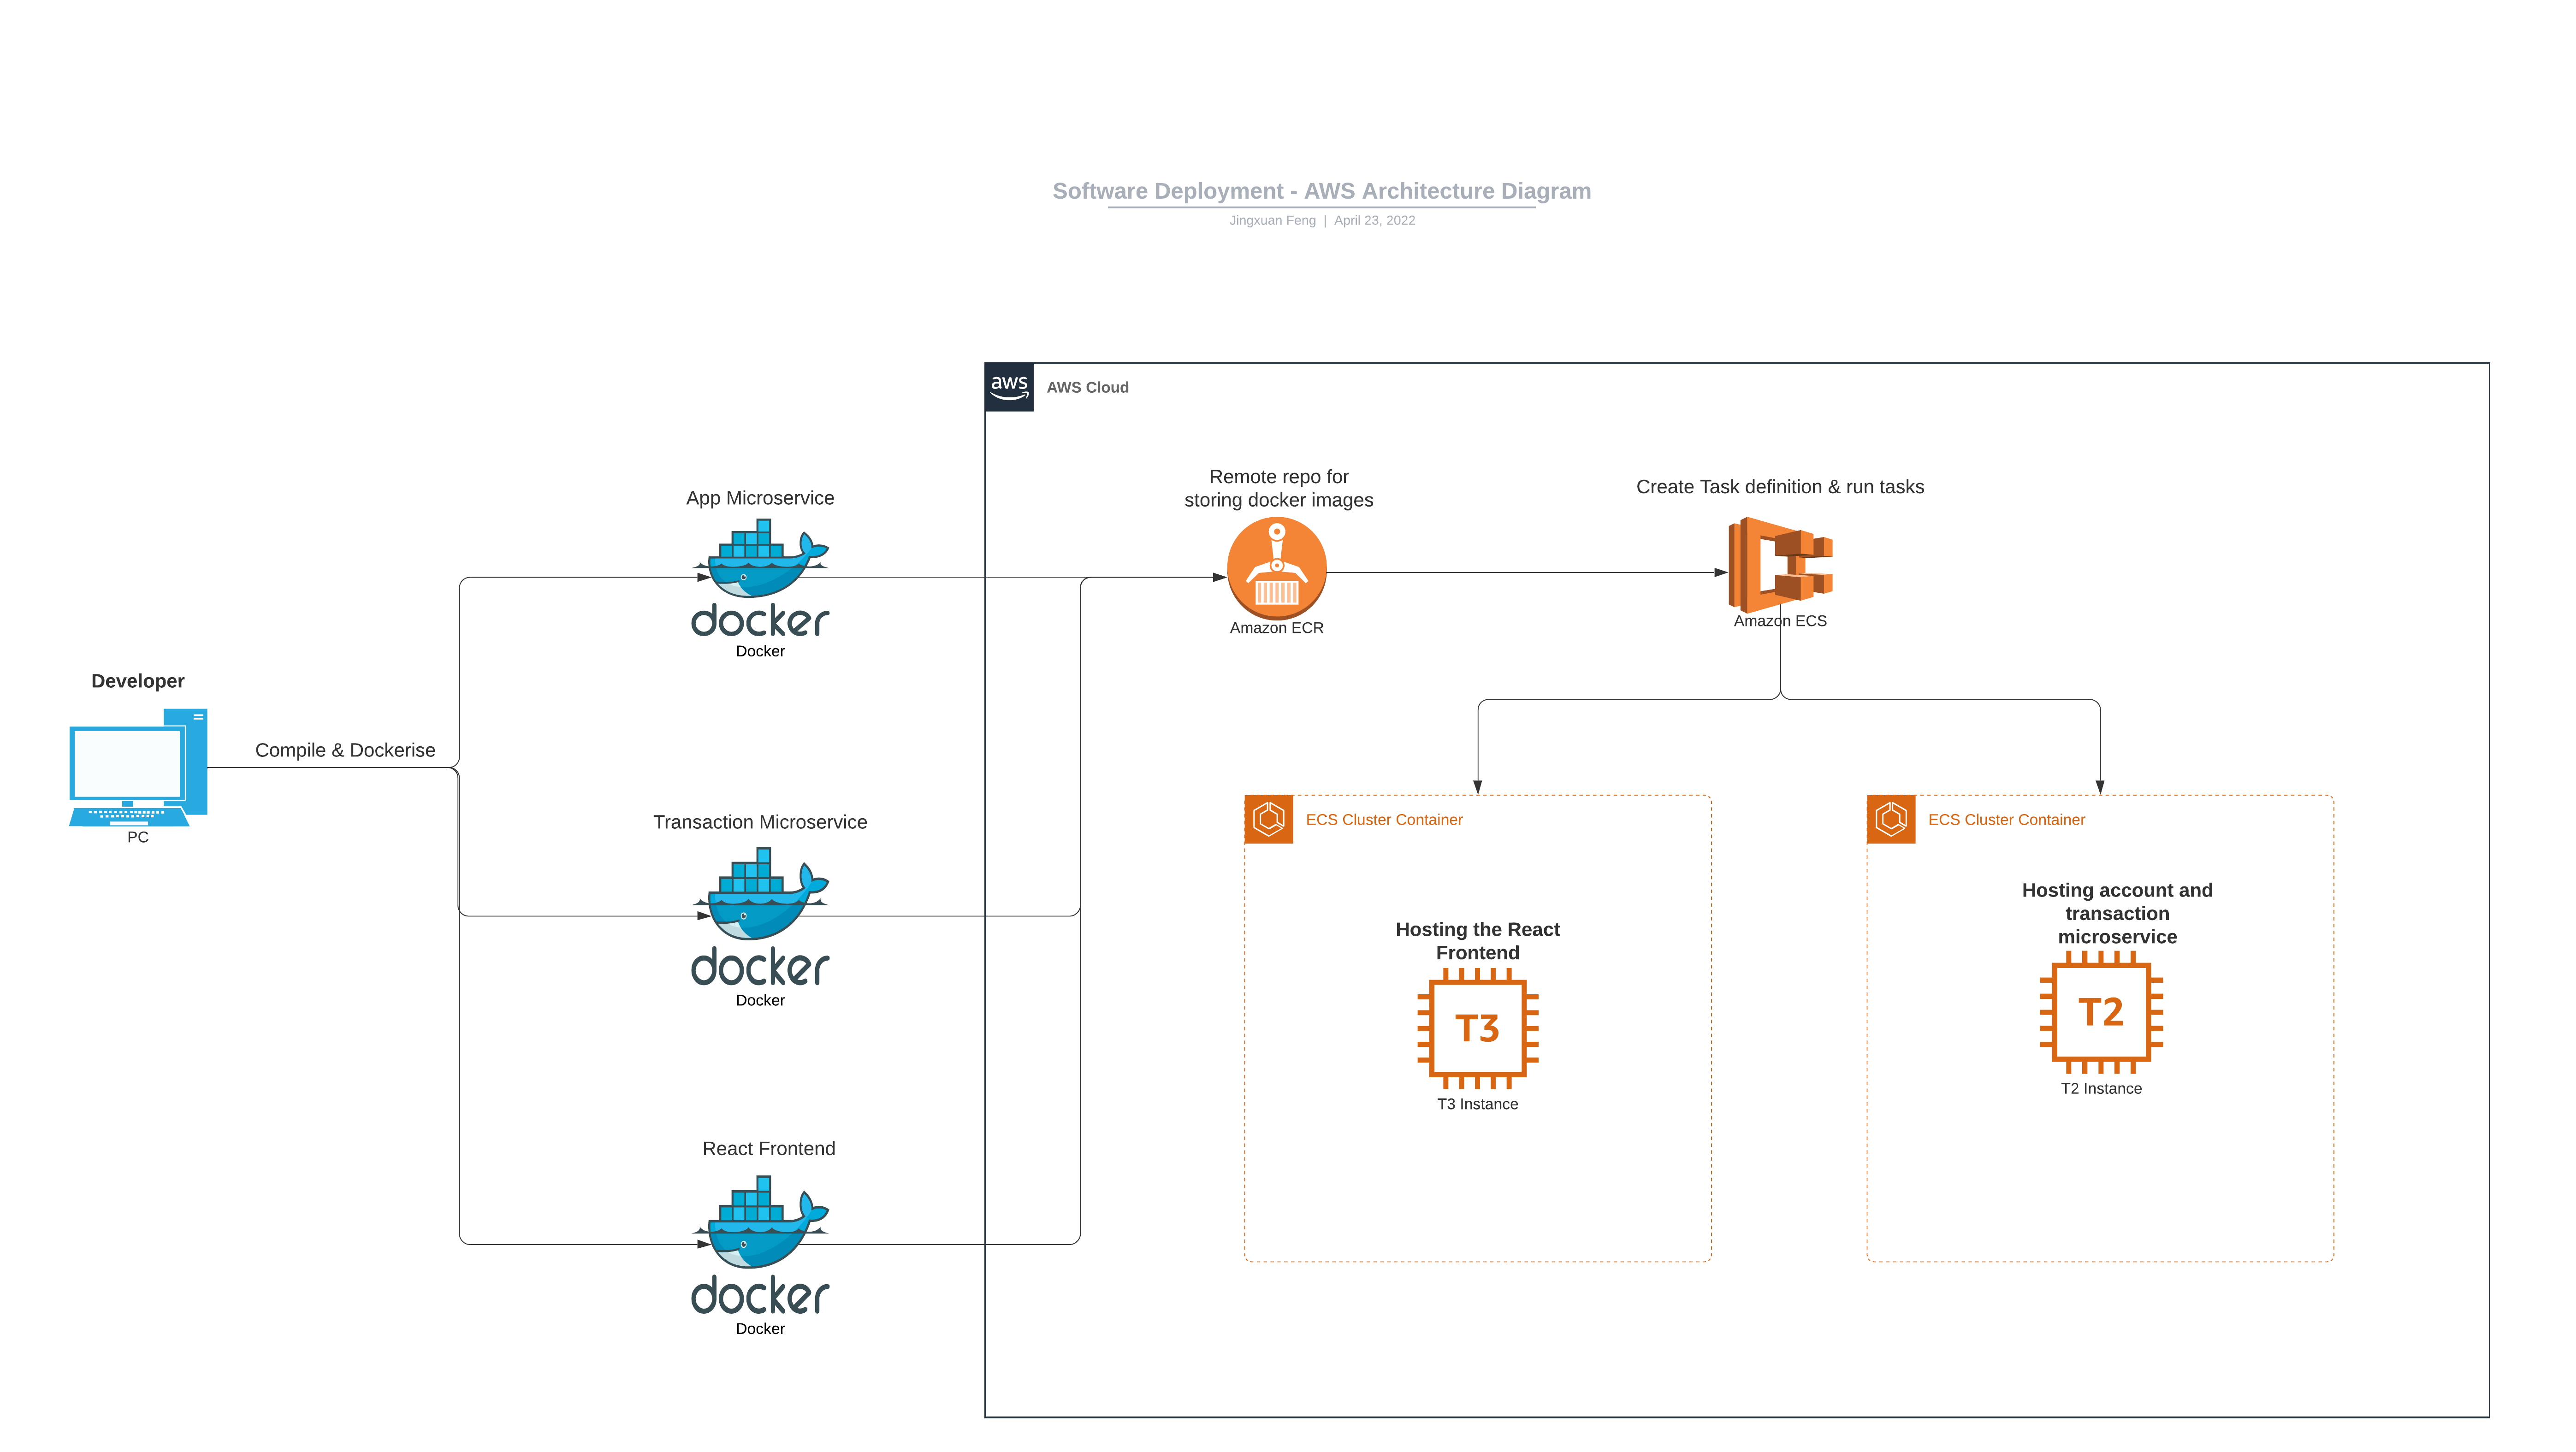 Software Deployment - AWS Architecture Diagram
Jingxuan Feng | April 23, 2022
aws
AWS Cloud
Remote repo for
storing docker images
Amazon ECR
Create Task definition & run tasks
Amazon ECS
App Microservice
docker
Docker
Developer
PC
Compile & Dockerise
Transaction Microservice
docker
Docker
React Frontend
docker
Docker
ECS Cluster Container
Hosting the React
Frontend
T3
T3 Instance
ECS Cluster Container
Hosting account and
transaction
microservice
T2
T2 Instance